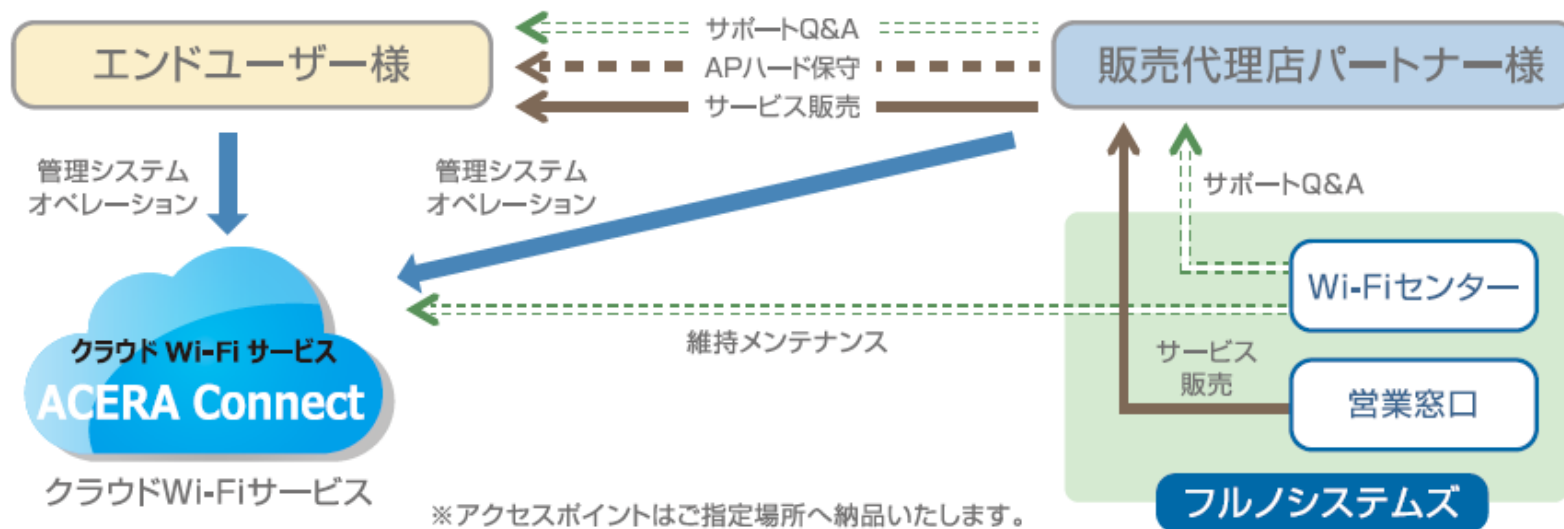 エンドユーザー様
サポートQ&A
APハード保守
サービス販売
販売代理店パートナー様
管理システム
オペレーション
管理システム
オペレーション
サポートQ&A
Wi-Fiセンター
維持メンテナンス
サービス
販売
営業窓口
クラウド Wi-Fi サービス
ACERA Connect
クラウドWi-Fiサービス
※アクセスポイントはご指定場所へ納品いたします。
フルノシステムズ